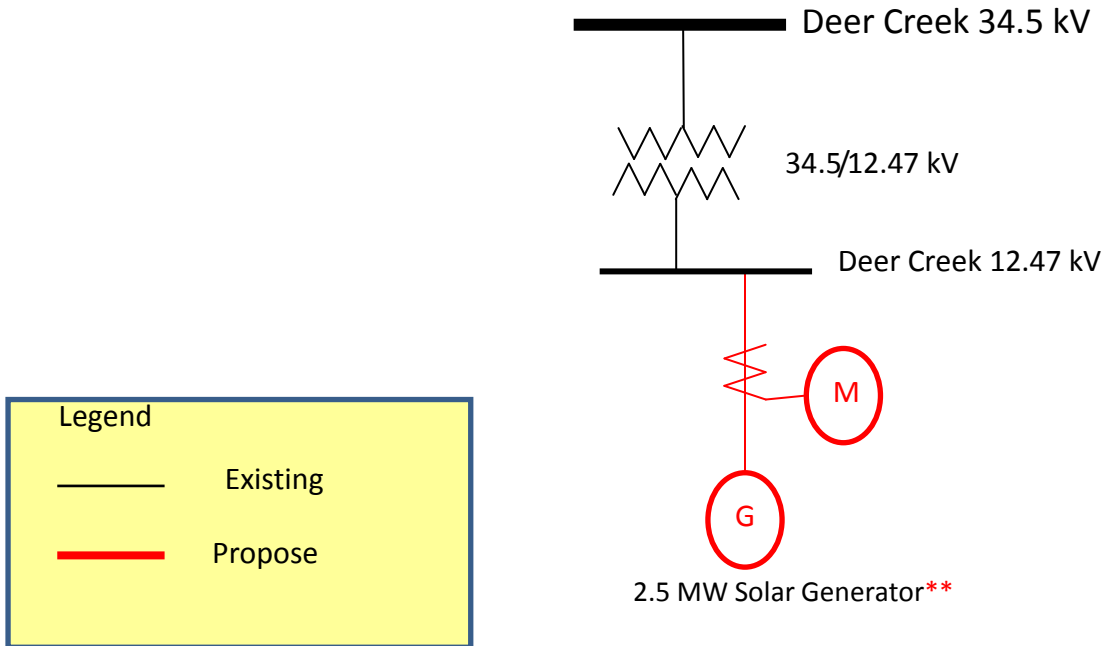 Deer Creek 34.5 kV
34.5/12.47 kV
Deer Creek 12.47 kV
M
G
2.5 MW Solar Generator**
Legend
Existing
Propose